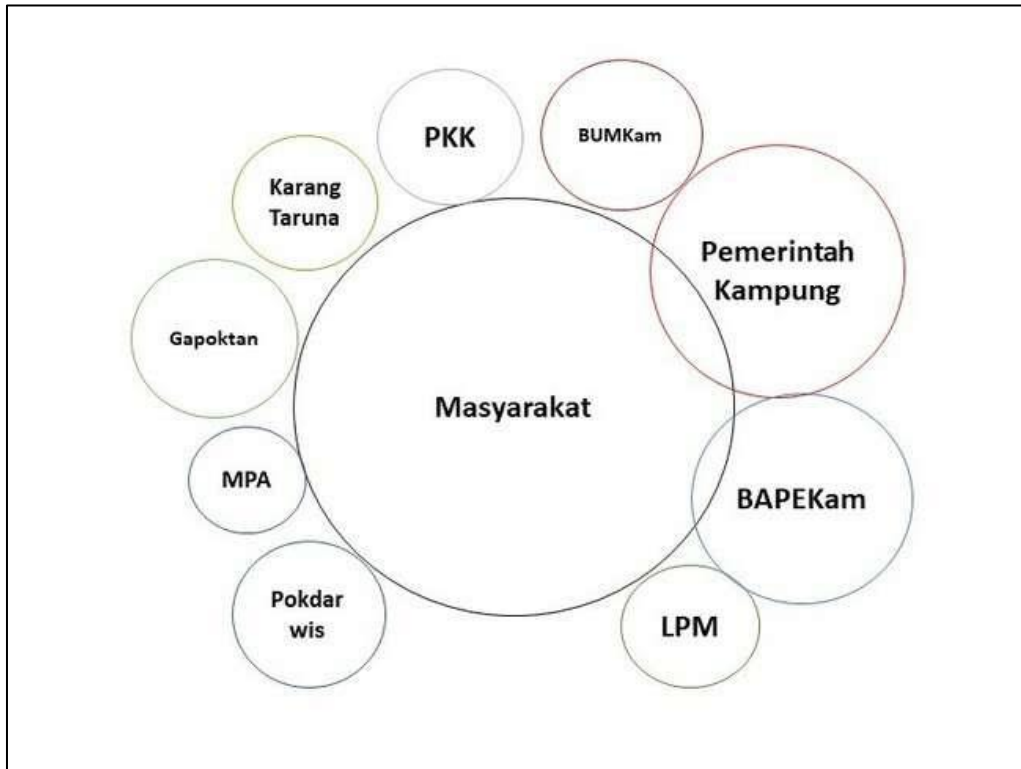 PKK
BUMKam
Karang
Taruna
Pemerintah
Kampung
Gapoktan
Masyarakat
MPA
BAPEKam
Pokdar
wis
LPM